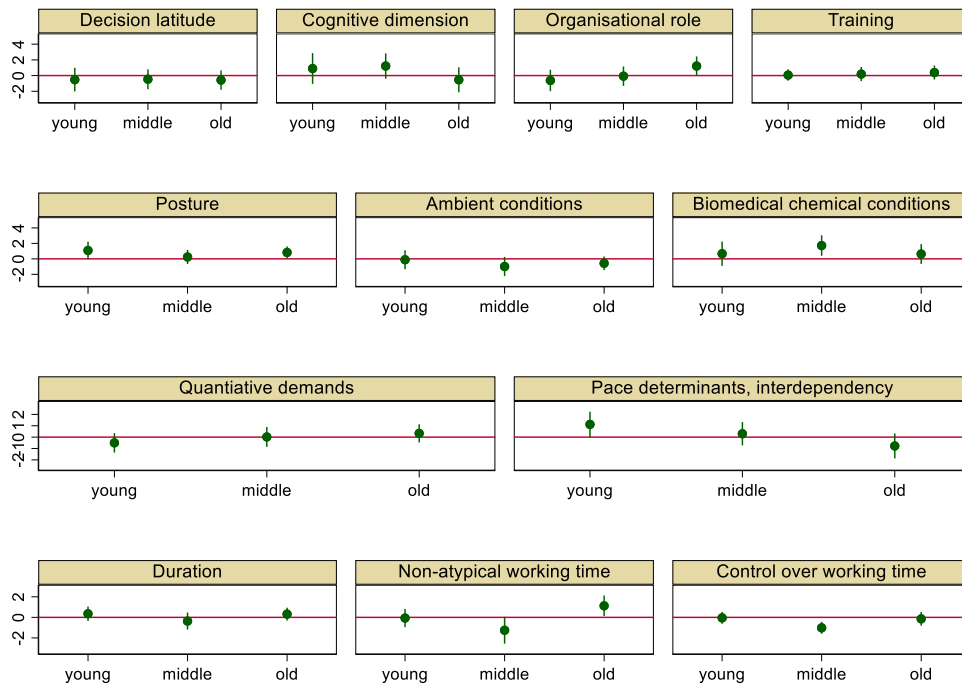 Decision latitude Cognitive dimension Organisational role Training
4
2
0
-2
young middle old young middle old young middle old young middle old
Posture Ambient conditions Biomedical chemical conditions
4
2
0
-2
young middle old young middle old young middle old
Quantiative demands Pace determinants, interdependency
2
1
0
-1
-2
young middle old young middle old
Duration Non-atypical working time Control over working time
2
0
-2
young middle old young middle old young middle old